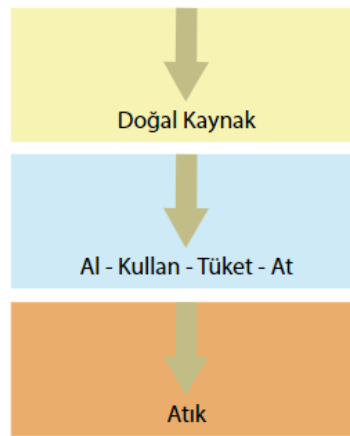 Doğal Kaynak
Al - Kullan - Tüket - At
Atık